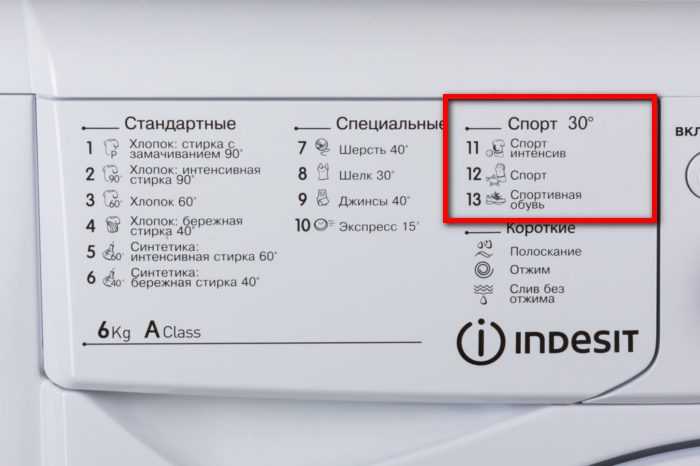 Стандартные
1 Хлопок: стирка с
замачиванием 90°
2 Хлопок: интенсивная
стирка 90°
3 Хлопок 60°
4 Хлопок: бережная
стирка 40°
5 Синтетика:
интенсивная стирка 60°
6 Синтетика:
бережная стирка 40°
6Kg A Class
Специальные
7 Шерсть 40°
8 Шелк 30°
9 Джинсы 40°
10 Экспресс 15'
Спорт 30°
11 Спорт
интенсив
12 Спорт
13 Спортивная
обувь
Короткие
Полоскание
Отжим
Слив без
отжима
INDESIT
ВКЛ